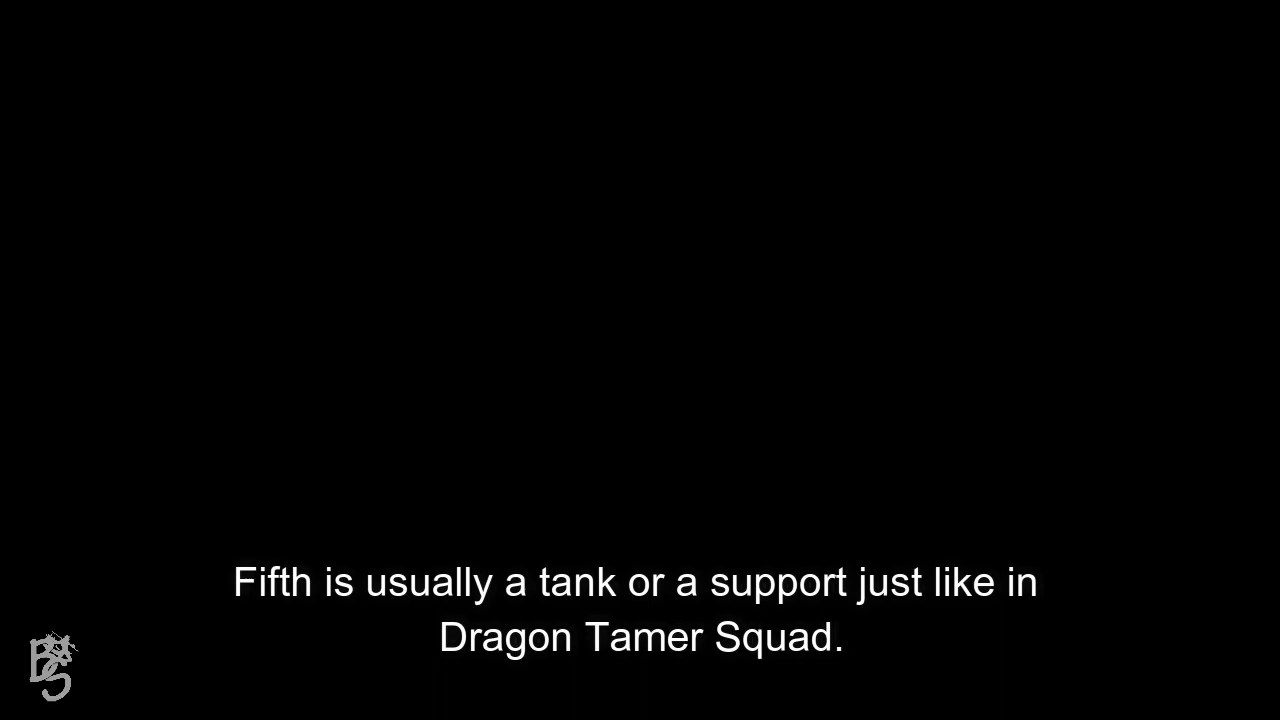 Fifth is usually a tank or a support just like in
Dragon Tamer Squad.